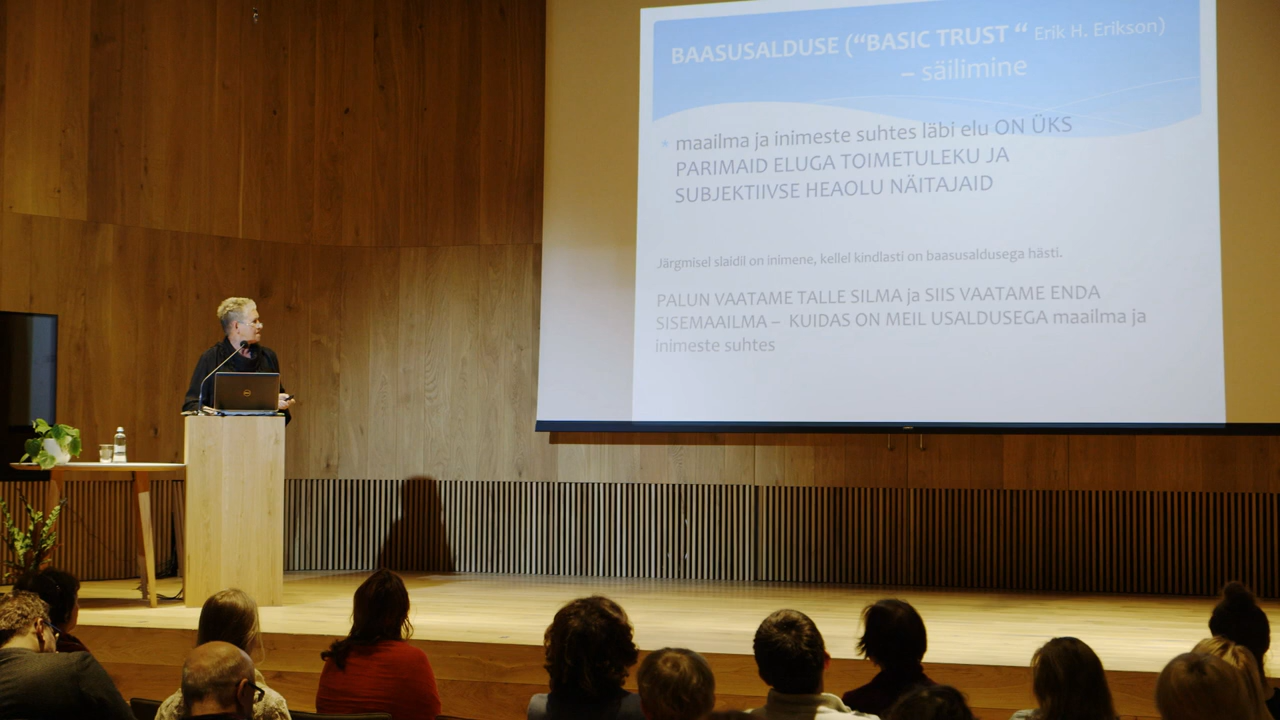 BAASUSALDUSE (“BASIC TRUST “ Erik H. Erikson)
– säilimine
maailma ja inimeste suhtes läbi elu ON ÜKS
PARIMAID ELUGA TOIMETULEKU JA
SUBJEKTIIVSE HEAOLU NÄITAJAID
Järgmisel slaidil on inimene, kellel kindlasti on baasusaldusega hästi.
PALUN VAATAME TALLE SILMA ja SIIS VAATAME ENDA
SISEMAAILMA – KUIDAS ON MEIL USALDUSEGA maailma ja
inimeste suhtes